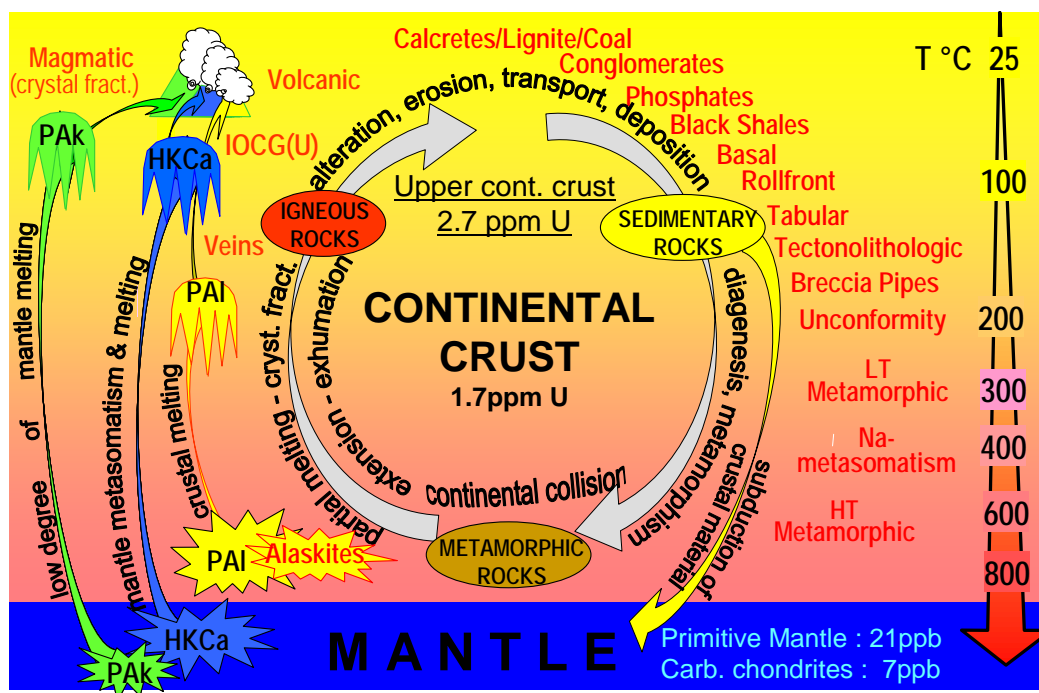 Magmatic
(crystal fract.)
Volcanic
PAk
HKCa
IOCG(U)
Veins
PAl
Calcretes/Lignite/Coal
Conglomerates
Phosphates
Black Shales
Basal
Rollfront
Tabular
Tectonolithologic
Breccia Pipes
Unconformity
LT
Metamorphic
Na-
metasomatism
HT
Metamorphic
T °C 25
100
200
300
400
600
800
alteration, erosion, transport, deposition
Upper cont. crust
2.7 ppm U
IGNEOUS
ROCKS
SEDIMENTARY
ROCKS
CONTINENTAL
CRUST
1.7ppm U
diagenesis, metamorphism
subduction of
crustal material
continental collision
extension - exhumation
partial melting - cryst. fract.
METAMORPHIC
ROCKS
low degree of mantle melting
mantle metasomatism & melting
crustal melting
PAl
Alaskites
HKCa
PAk
MANTLE
Primitive Mantle : 21ppb
Carb. chondrites : 7ppb